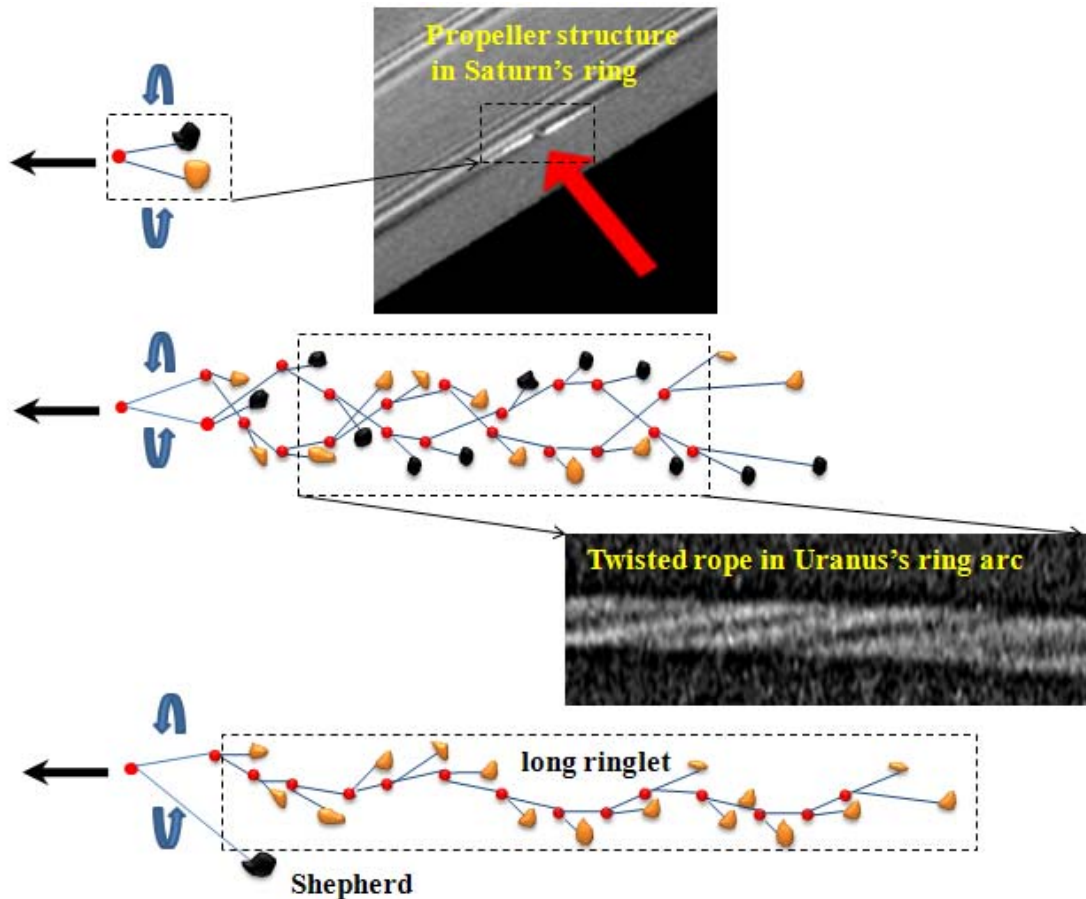 Propeller structure
in Saturn's ring
Twisted rope in Uranus's ring arc
long ringlet
Shepherd